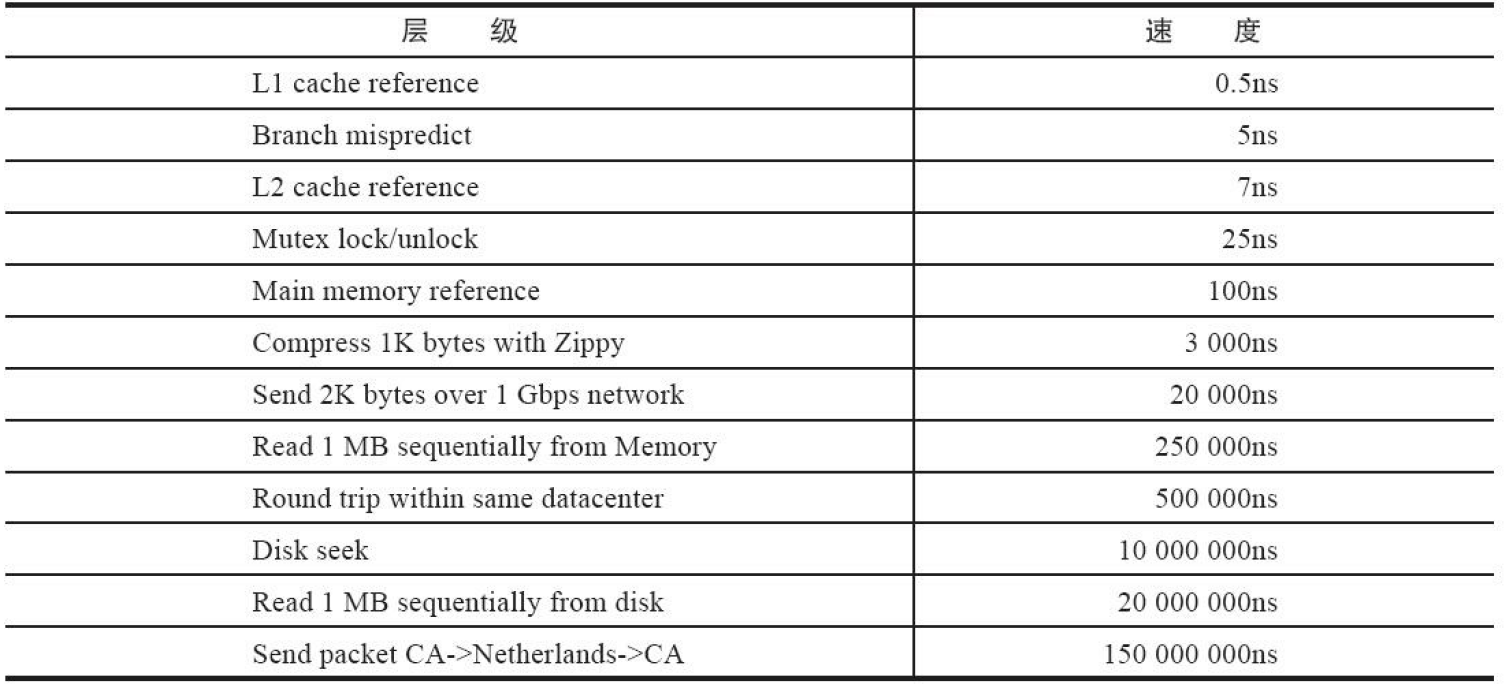 层 级 速 度
L1 cache reference 0.5ns
Branch mispredict 5ns
L2 cache reference 7ns
Mutex lock/unlock 25ns
Main memory reference 100ns
Compress 1K bytes with Zippy 3 000ns
Send 2K bytes over 1 Gbps network 20 000ns
Read 1 MB sequentially from Memory 250 000ns
Round trip within same datacenter 500 000ns
Disk seek 10 000 000ns
Read 1 MB sequentially from disk 20 000 000ns
Send packet CA->Netherlands->CA 150 000 000ns